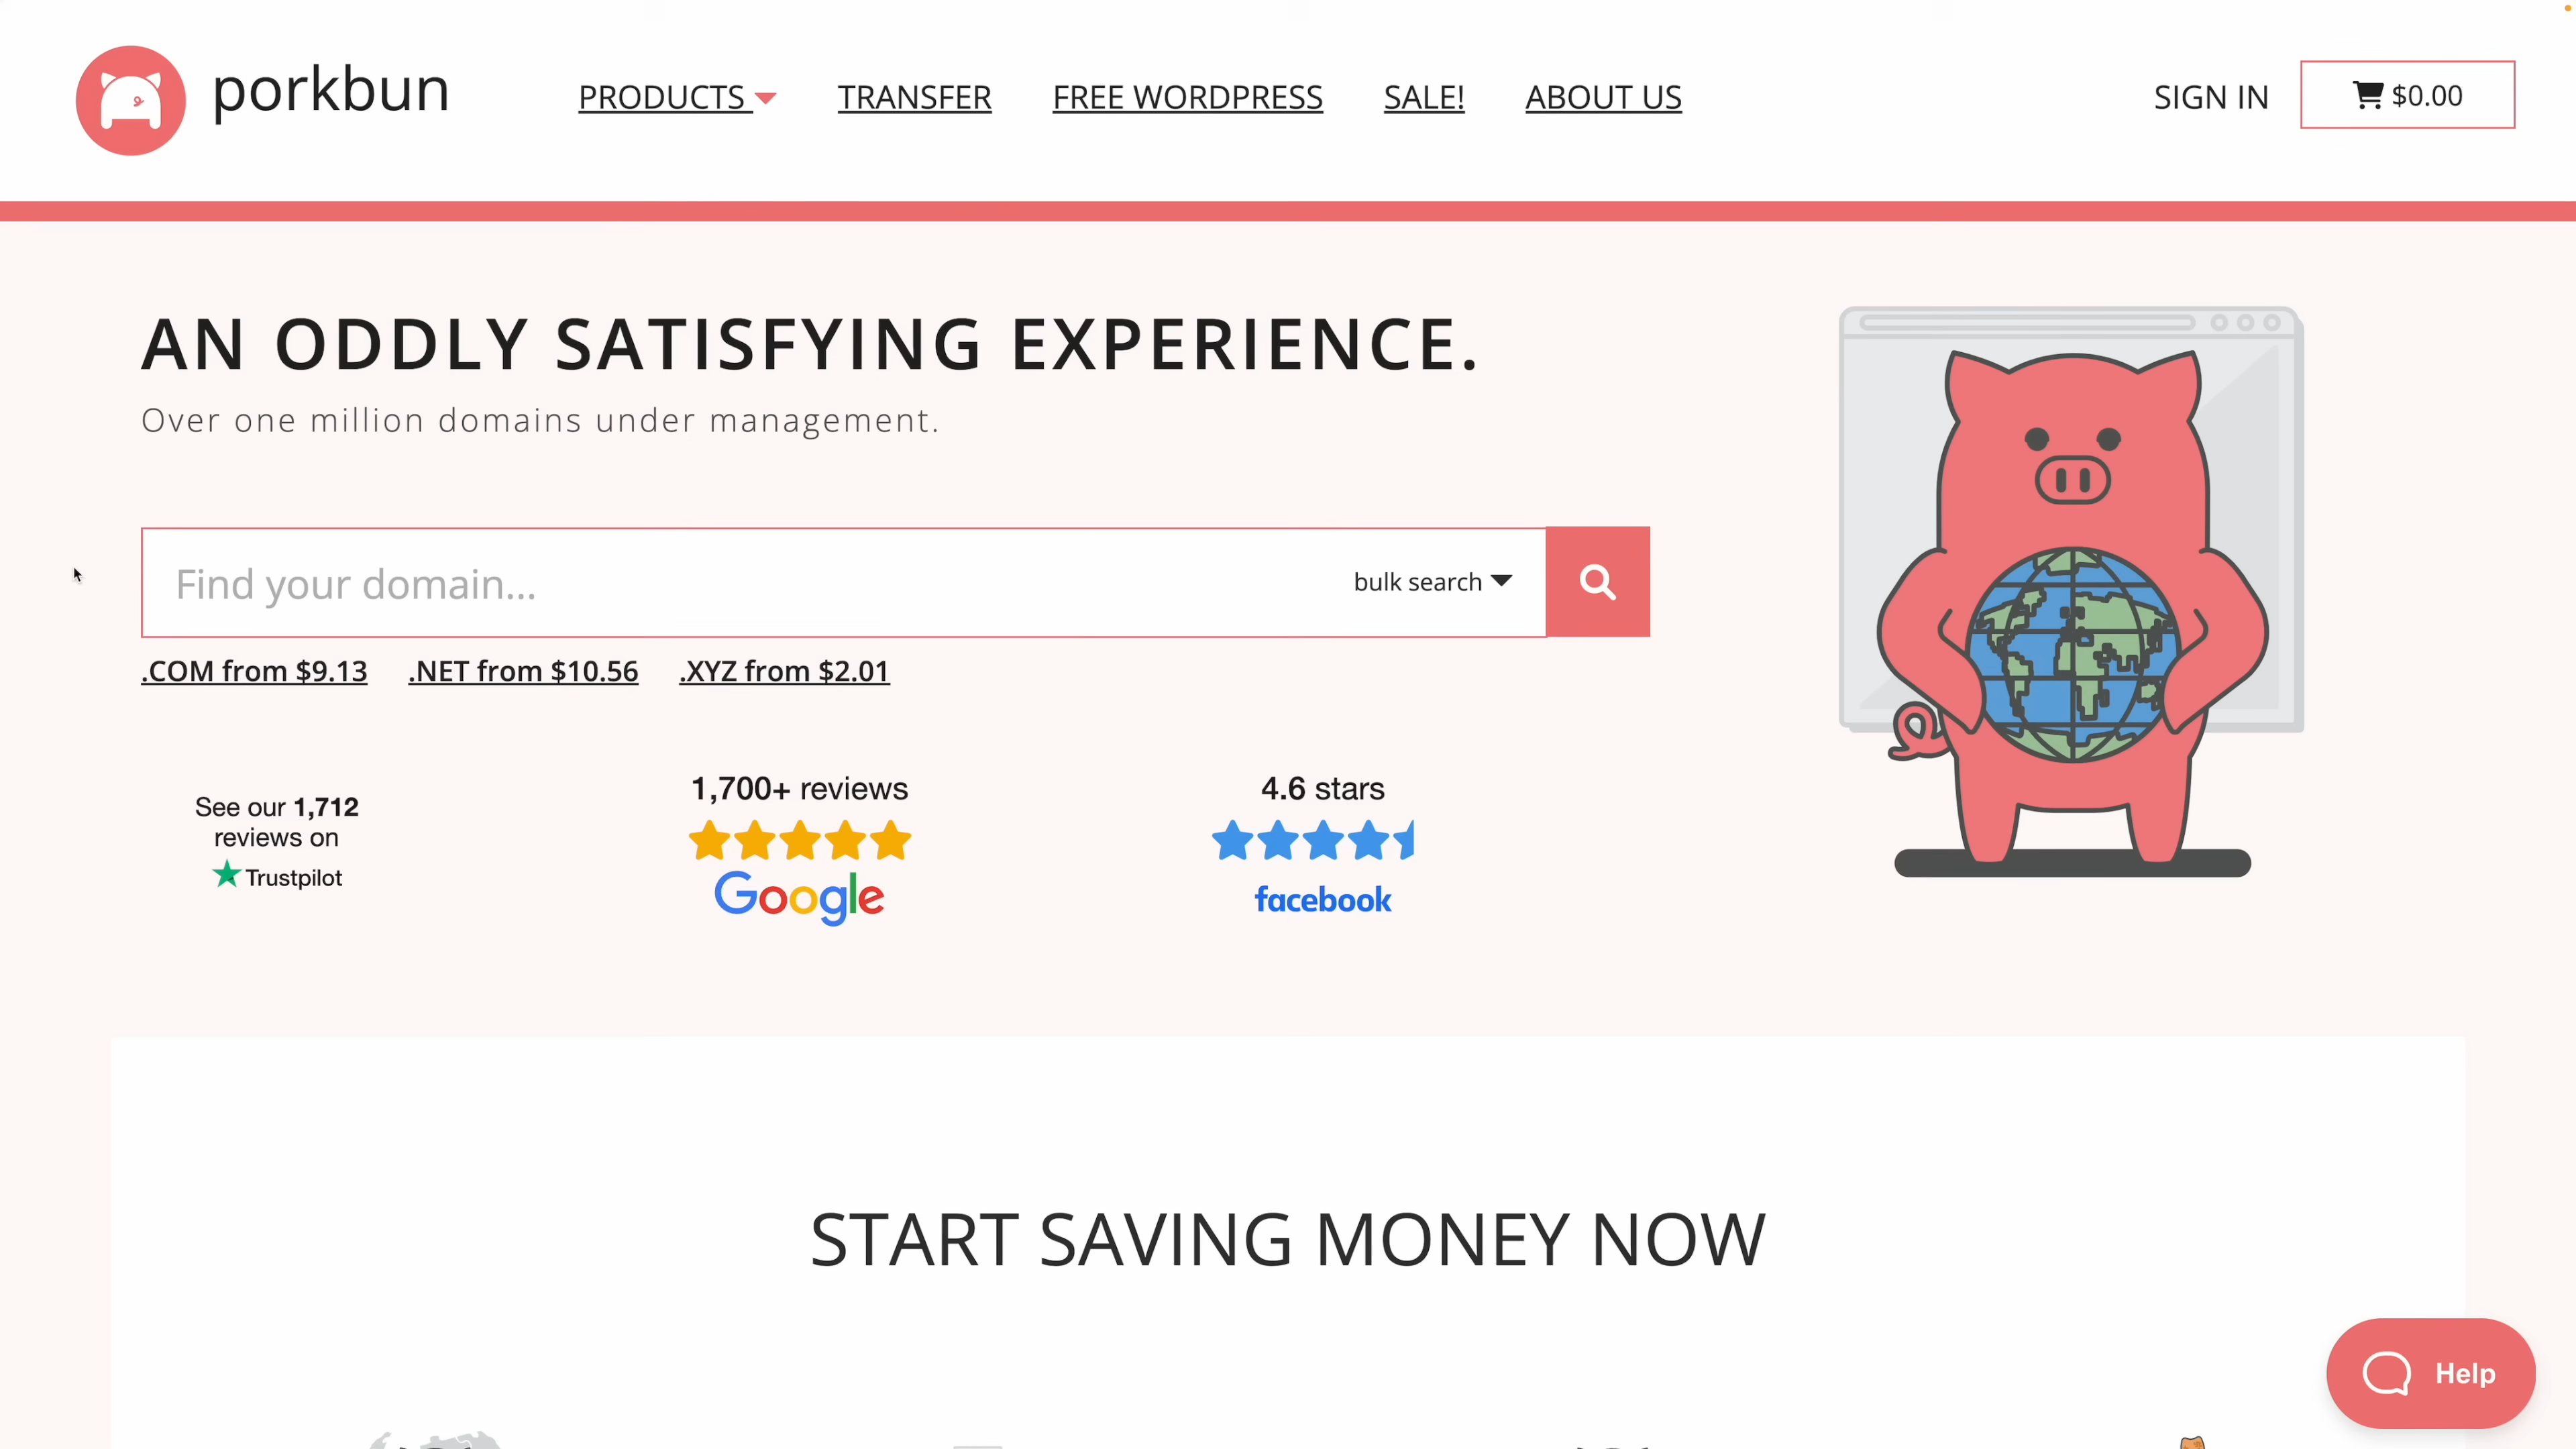 porkbun
PRODUCTS TRANSFER FREE WORDPRESS SALE! ABOUT US SIGN IN $0.00
AN ODDLY SATISFYING EXPERIENCE.
Over one million domains under management.
Find your domain... bulk search
.COM from $9.13 .NET from $10.56 .XYZ from $2.01
See our 1,712
reviews on
Trustpilot
1,700+ reviews
Google
4.6 stars
facebook
START SAVING MONEY NOW
Help